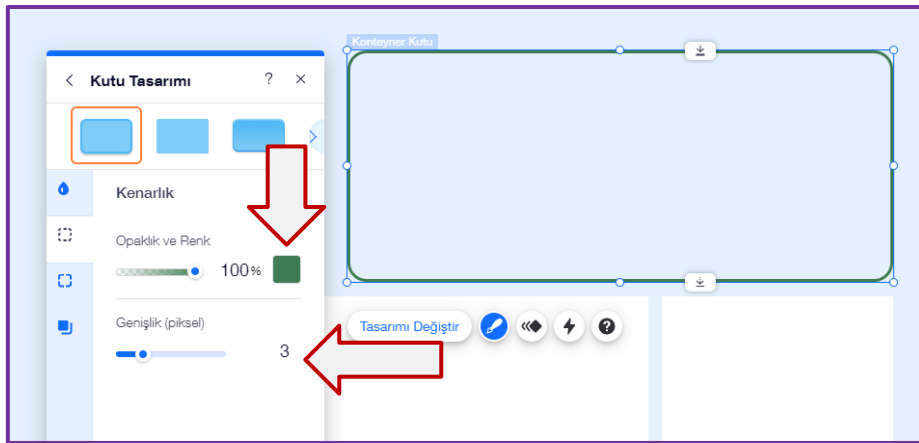 Konteyner Kutu
Kutu Tasarımı ?
Kenarlık
Opaklık ve Renk
100%
Genişlik (piksel)
3
Tasarımı Değiştir
?